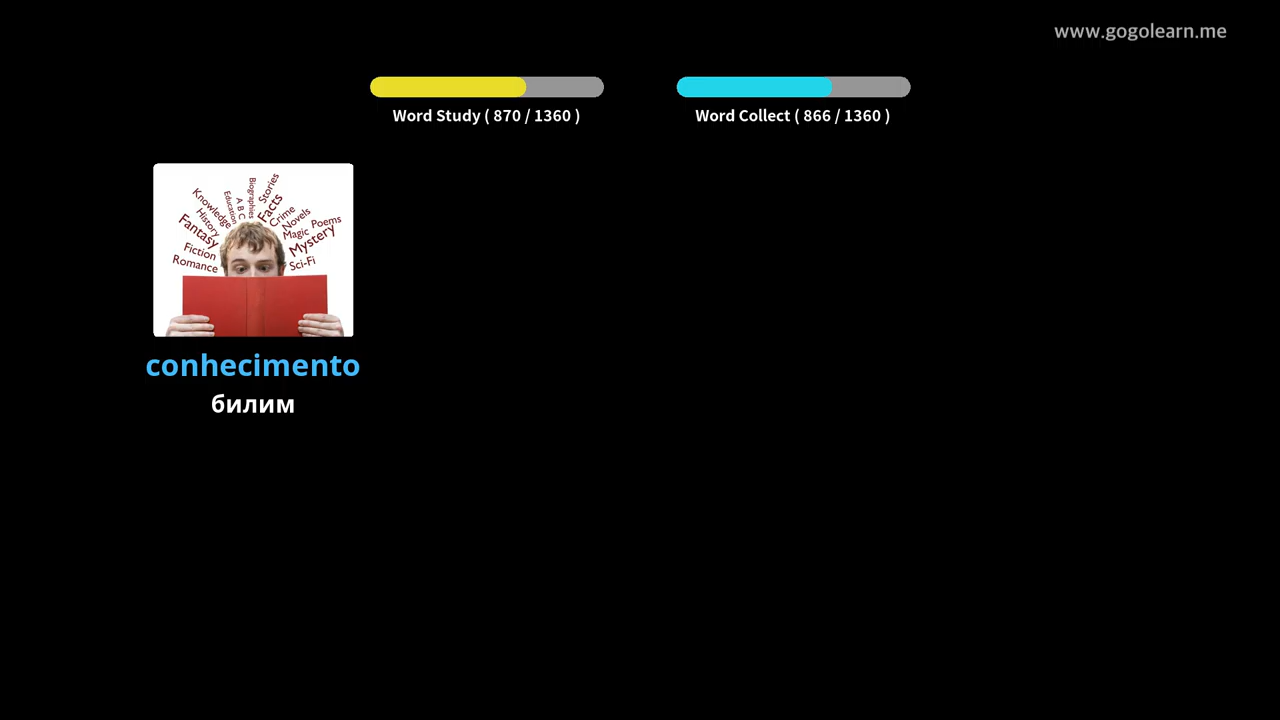 www.gogolearn.me
Word Study ( 870 / 1360 )
Word Collect ( 866 / 1360 )
Knowledge
History
Fantasy
Fiction
Romance
Education
A B C
Biographies
Stories
Facts
Crime
Novels
Magic
Poems
Mystery
Sci-Fi
conhecimento
билим